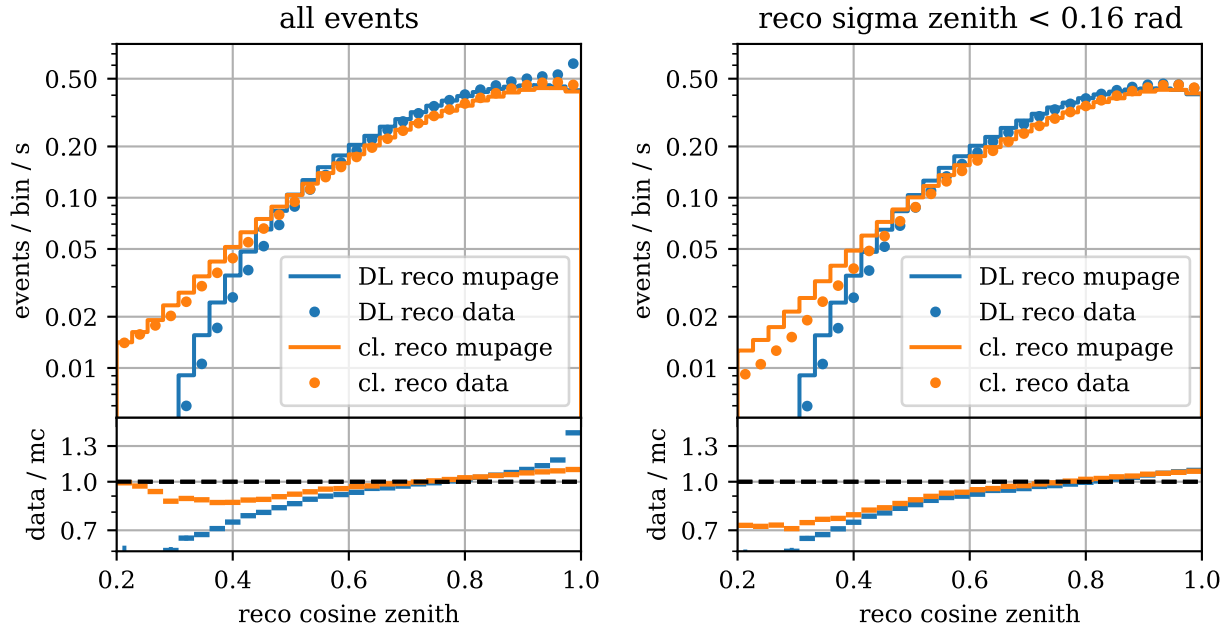 all events
events / bin / s
0.50
0.20
0.10
0.05
0.02
0.01
DL reco mupage
DL reco data
cl. reco mupage
cl. reco data
data / mc
1.3
1.0
0.7
0.2 0.4 0.6 0.8 1.0
reco cosine zenith
reco sigma zenith < 0.16 rad
events / bin / s
0.50
0.20
0.10
0.05
0.02
0.01
DL reco mupage
DL reco data
cl. reco mupage
cl. reco data
data / mc
1.3
1.0
0.7
0.2 0.4 0.6 0.8 1.0
reco cosine zenith